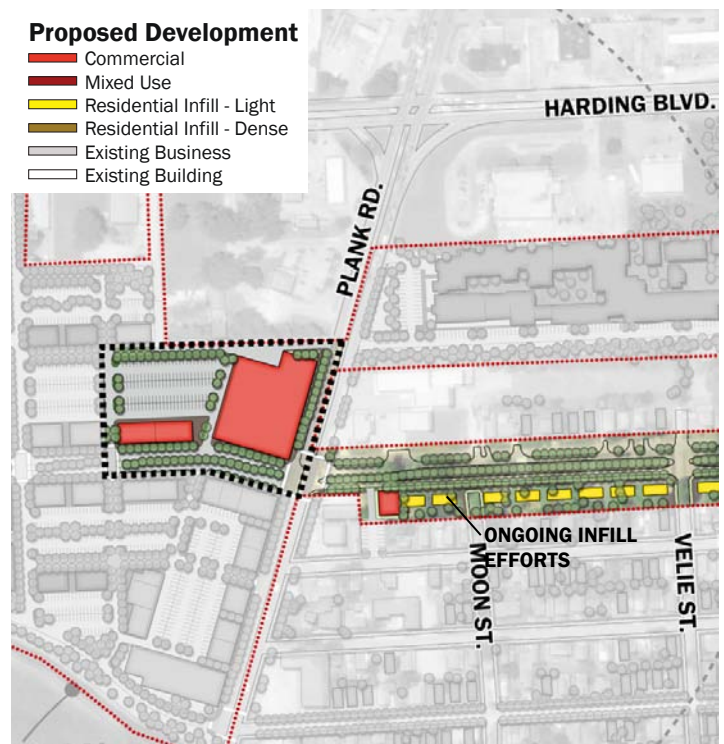 Proposed Development
Commercial
Mixed Use
Residential Infill - Light
Residential Infill - Dense
Existing Business
Existing Building
HARDING BLVD.
PLANK RD.
ONGOING INFILL
EFFORTS
MOON ST.
VELIE ST.